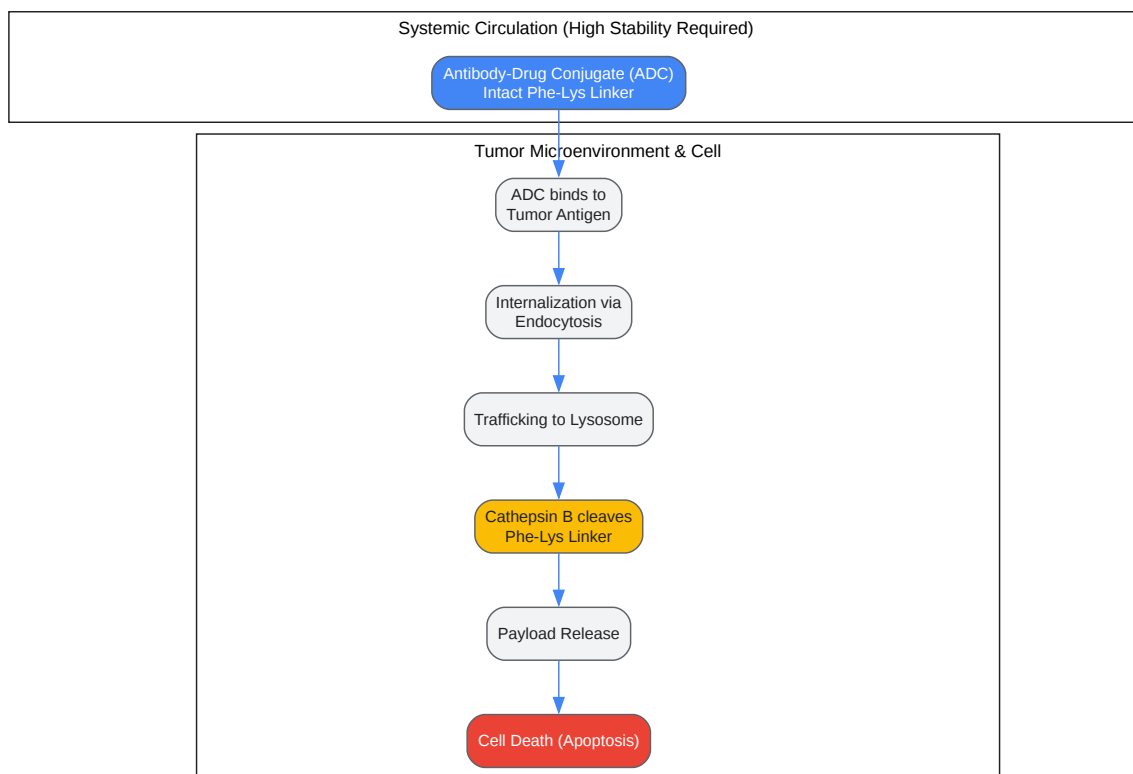 Systemic Circulation (High Stability Required)
Antibody-Drug Conjugate (ADC)
Intact Phe-Lys Linker
Tumor Microenvironment & Cell
ADC binds to
Tumor Antigen
Internalization via
Endocytosis
Trafficking to Lysosome
Cathepsin B cleaves
Phe-Lys Linker
Payload Release
Cell Death (Apoptosis)